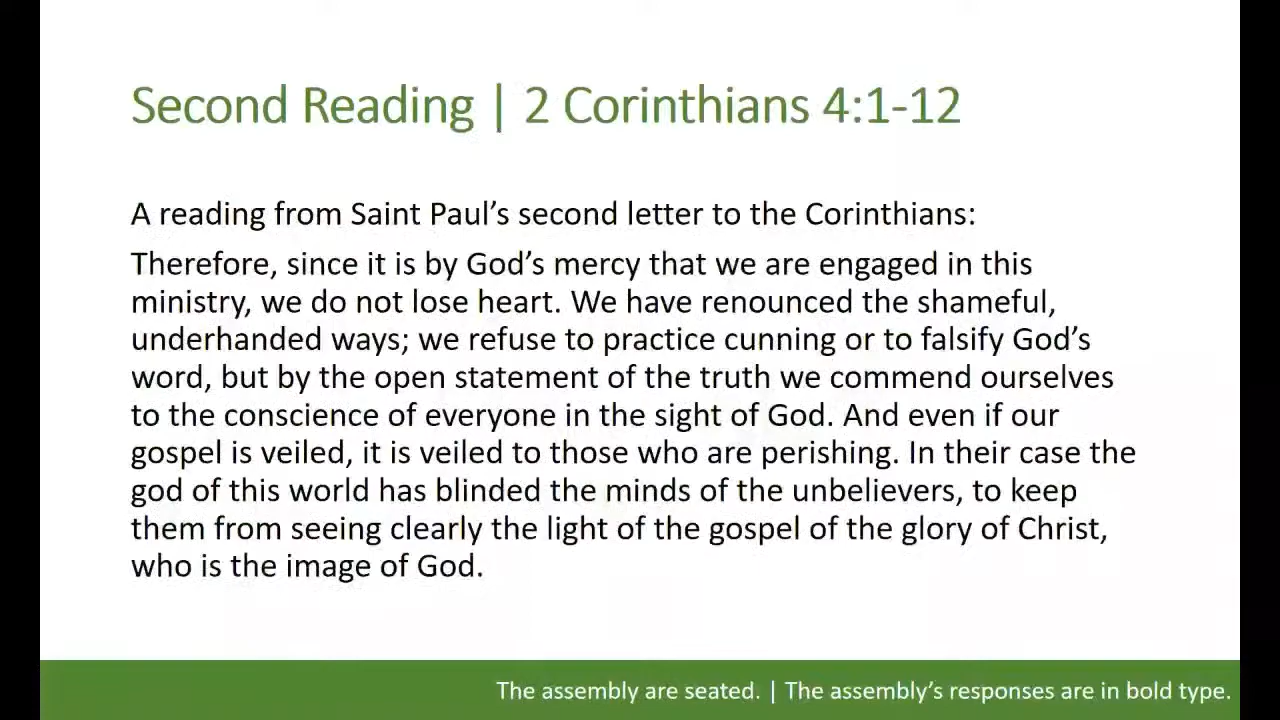 Second Reading | 2 Corinthians 4:1-12
A reading from Saint Paul’s second letter to the Corinthians:
Therefore, since it is by God’s mercy that we are engaged in this
ministry, we do not lose heart. We have renounced the shameful,
underhanded ways; we refuse to practice cunning or to falsify God’s
word, but by the open statement of the truth we commend ourselves
to the conscience of everyone in the sight of God. And even if our
gospel is veiled, it is veiled to those who are perishing. In their case the
god of this world has blinded the minds of the unbelievers, to keep
them from seeing clearly the light of the gospel of the glory of Christ,
who is the image of God.
The assembly are seated. | The assembly’s responses are in bold type.